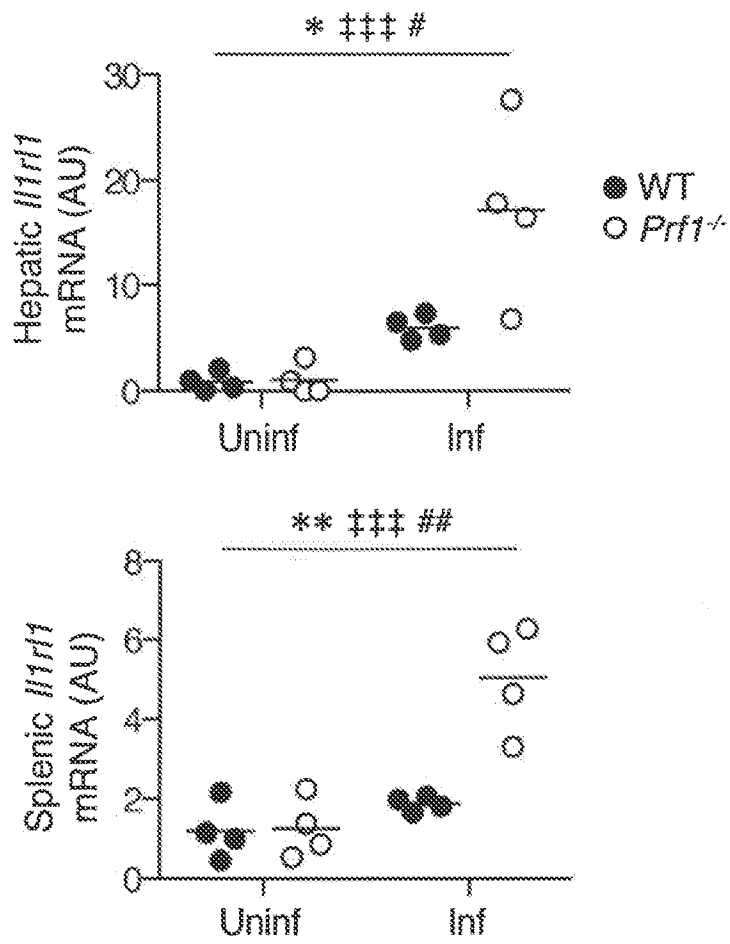 * ‡‡‡ #
Hepatic Il1rl1
mRNA (AU)
30
20
10
0
Uninf
Inf
WT
Prf1-/-
** ‡‡‡ ##
Splenic Il1rl1
mRNA (AU)
8
6
4
2
0
Uninf
Inf